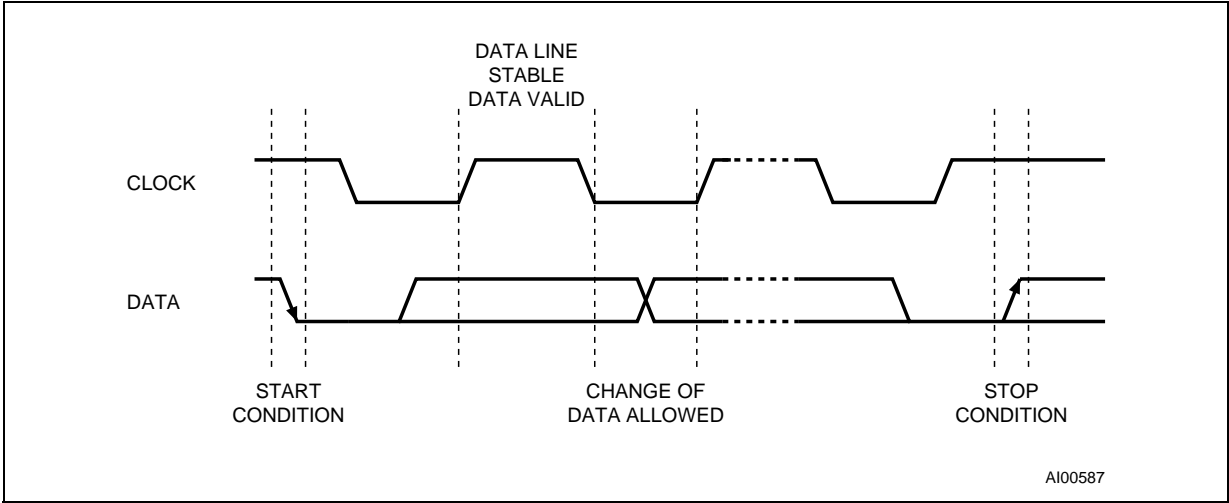 DATA LINE
STABLE
DATA VALID
CLOCK
DATA
START
CONDITION
CHANGE OF
DATA ALLOWED
STOP
CONDITION
AI00587